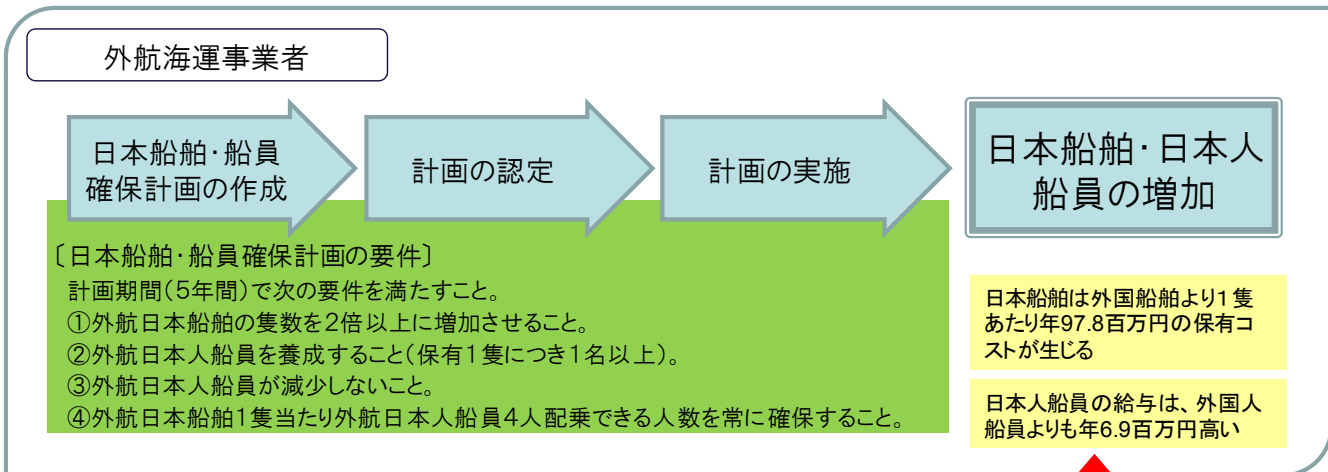 外航海運事業者
日本船舶・船員
確保計画の作成
計画の認定
計画の実施
日本船舶・日本人
船員の増加
〔日本船舶・船員確保計画の要件〕
計画期間(5年間)で次の要件を満たすこと。
①外航日本船舶の隻数を2倍以上に増加させること。
②外航日本人船員を養成すること(保有1隻につき1名以上)。
③外航日本人船員が減少しないこと。
④外航日本船舶1隻当たり外航日本人船員4人配乗できる人数を常に確保すること。
日本船舶は外国船舶より1隻
あたり年97.8百万円の保有コ
ストが生じる
日本人船員の給与は、外国人
船員よりも年6.9百万円高い